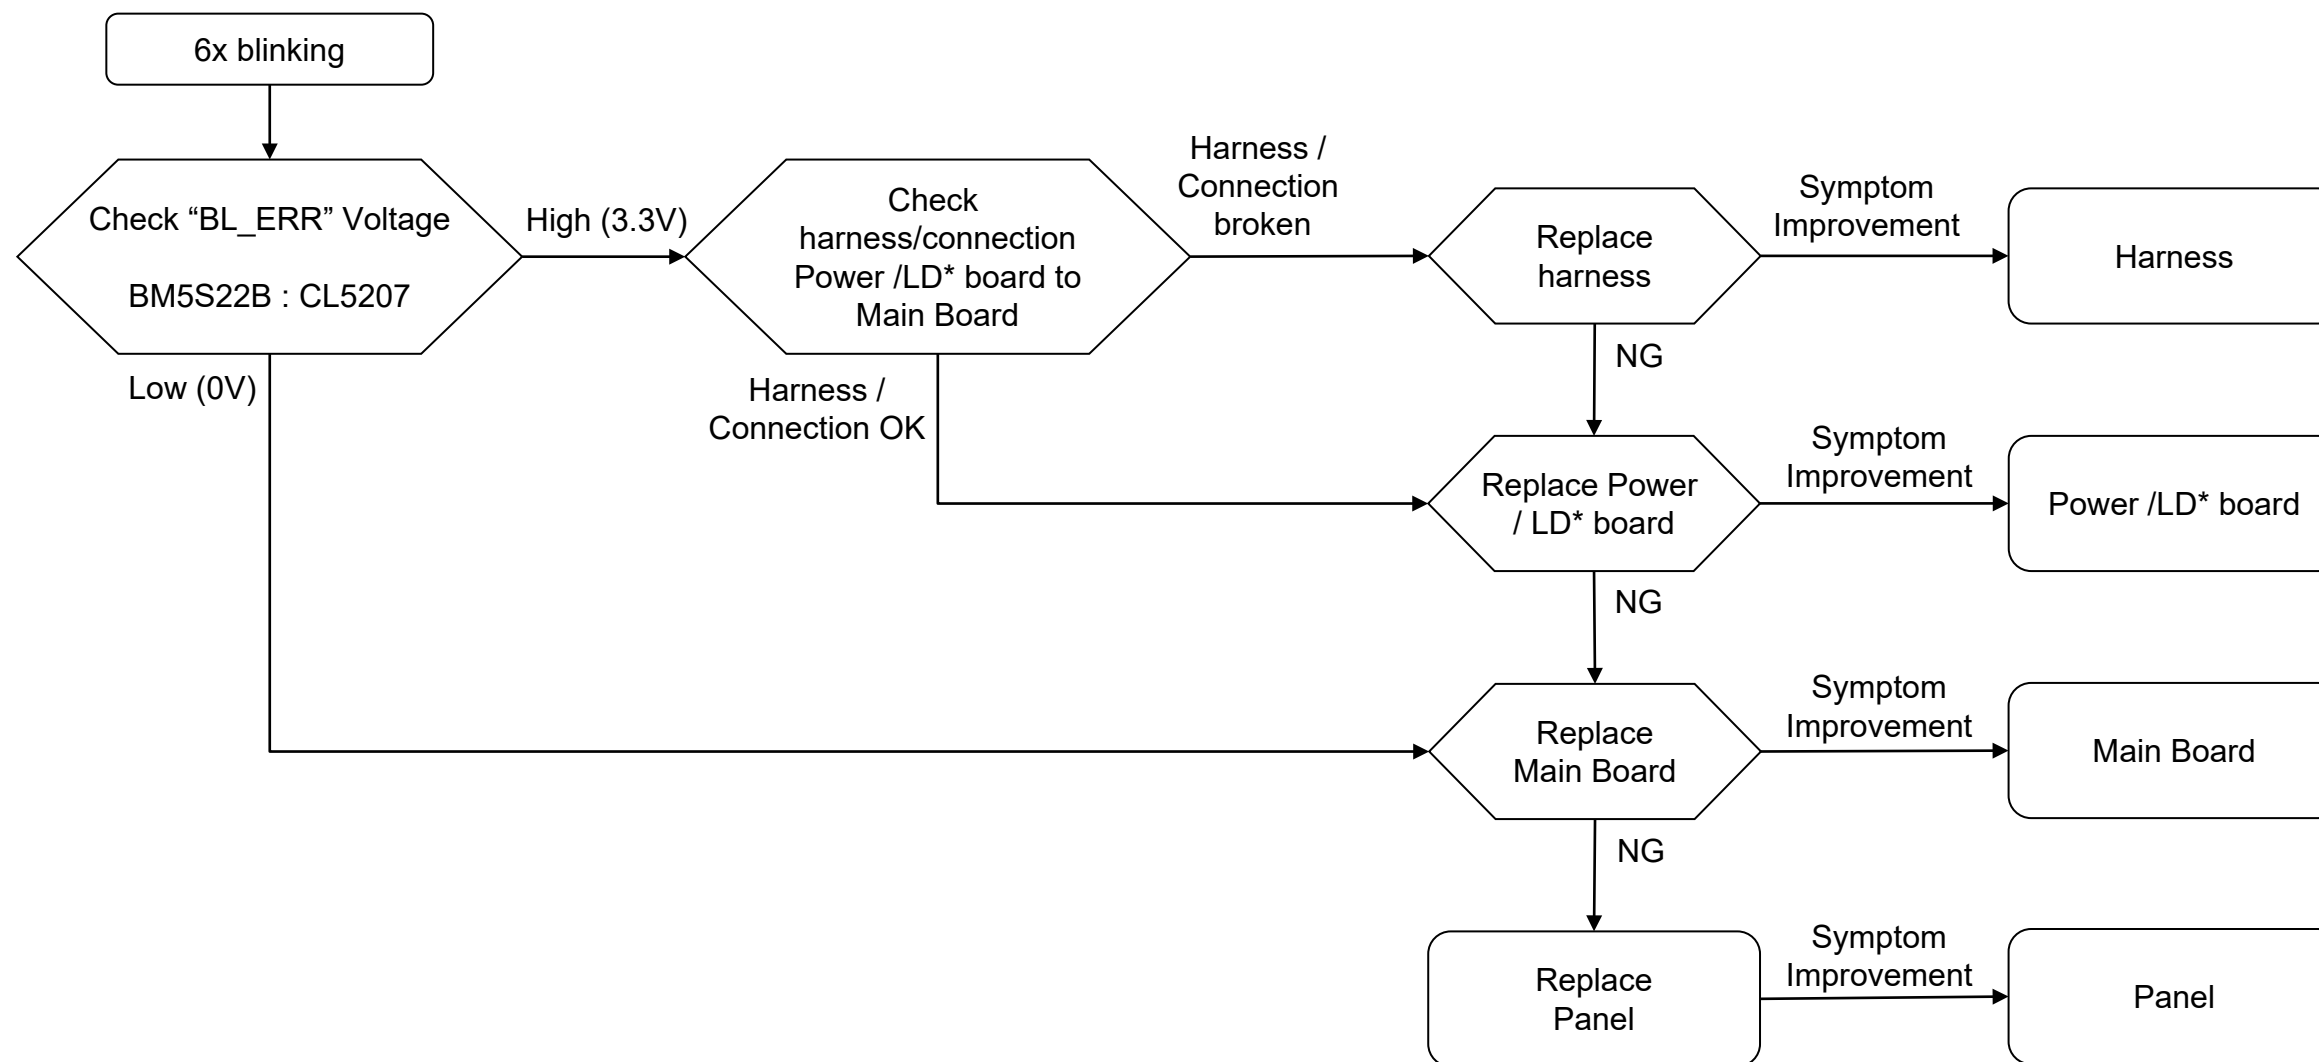 6x blinking
Check “BL_ERR” Voltage
BM5S22B : CL5207
High (3.3V)
Low (0V)
Check
harness/connection
Power /LD* board to
Main Board
Harness /
Connection
broken
Harness /
Connection OK
Replace
harness
Symptom
Improvement
Harness
NG
Replace Power
/ LD* board
Symptom
Improvement
Power /LD* board
NG
Replace
Main Board
Symptom
Improvement
Main Board
NG
Replace
Panel
Symptom
Improvement
Panel